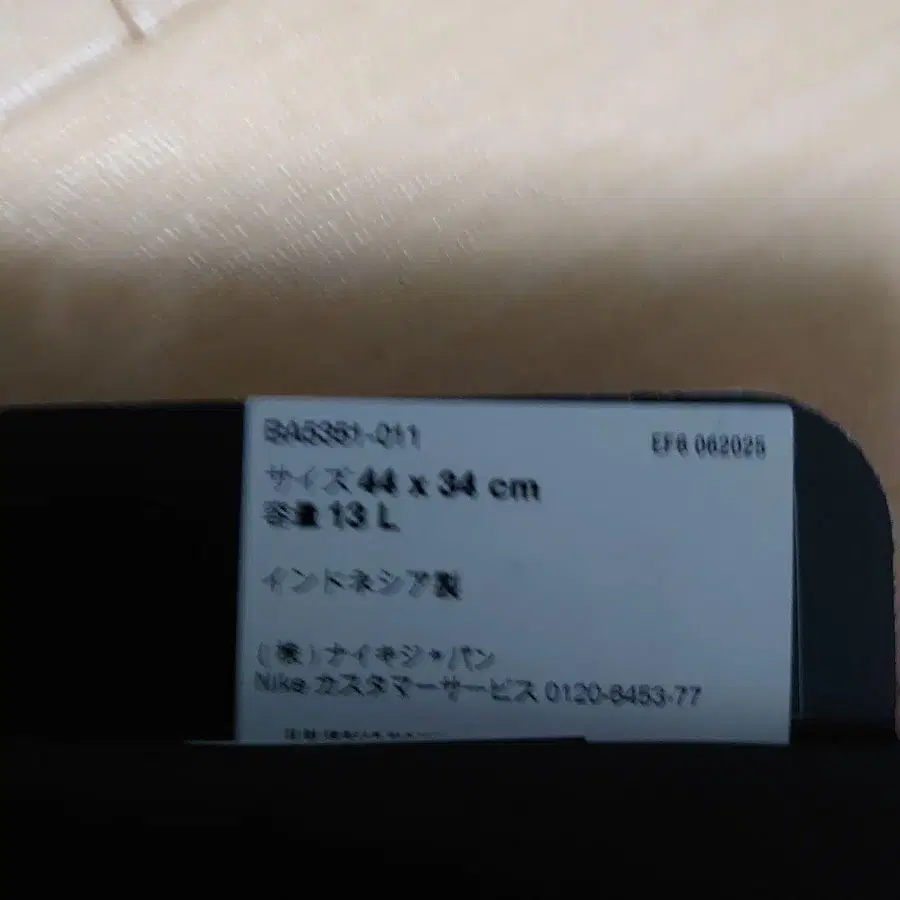 BA5351-011
EF6 062025
サイズ 44 x 34 cm
容量 13 L
インドネシア製
(株)ナイキジャパン
Nike カスタマーサービス 0120-6453-77